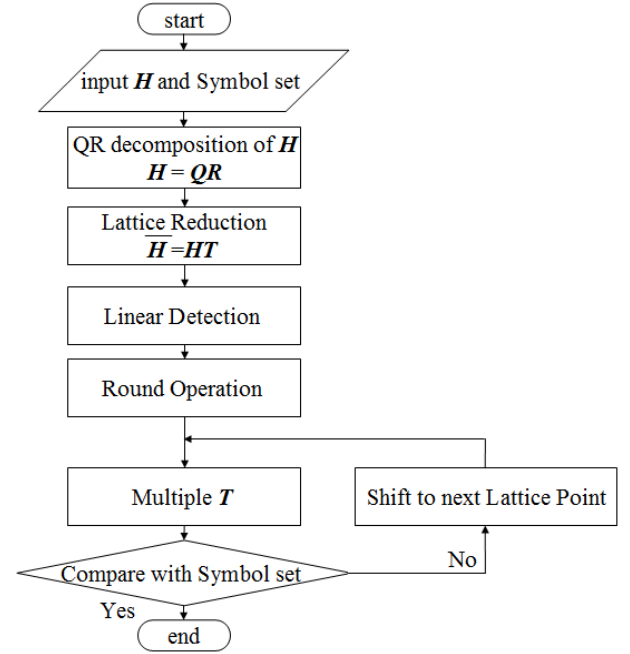 start
input H and Symbol set
QR decomposition of H
H = QR
Lattice Reduction
H̅=HT
Linear Detection
Round Operation
Multiple T
Shift to next Lattice Point
Compare with Symbol set
No
Yes
end